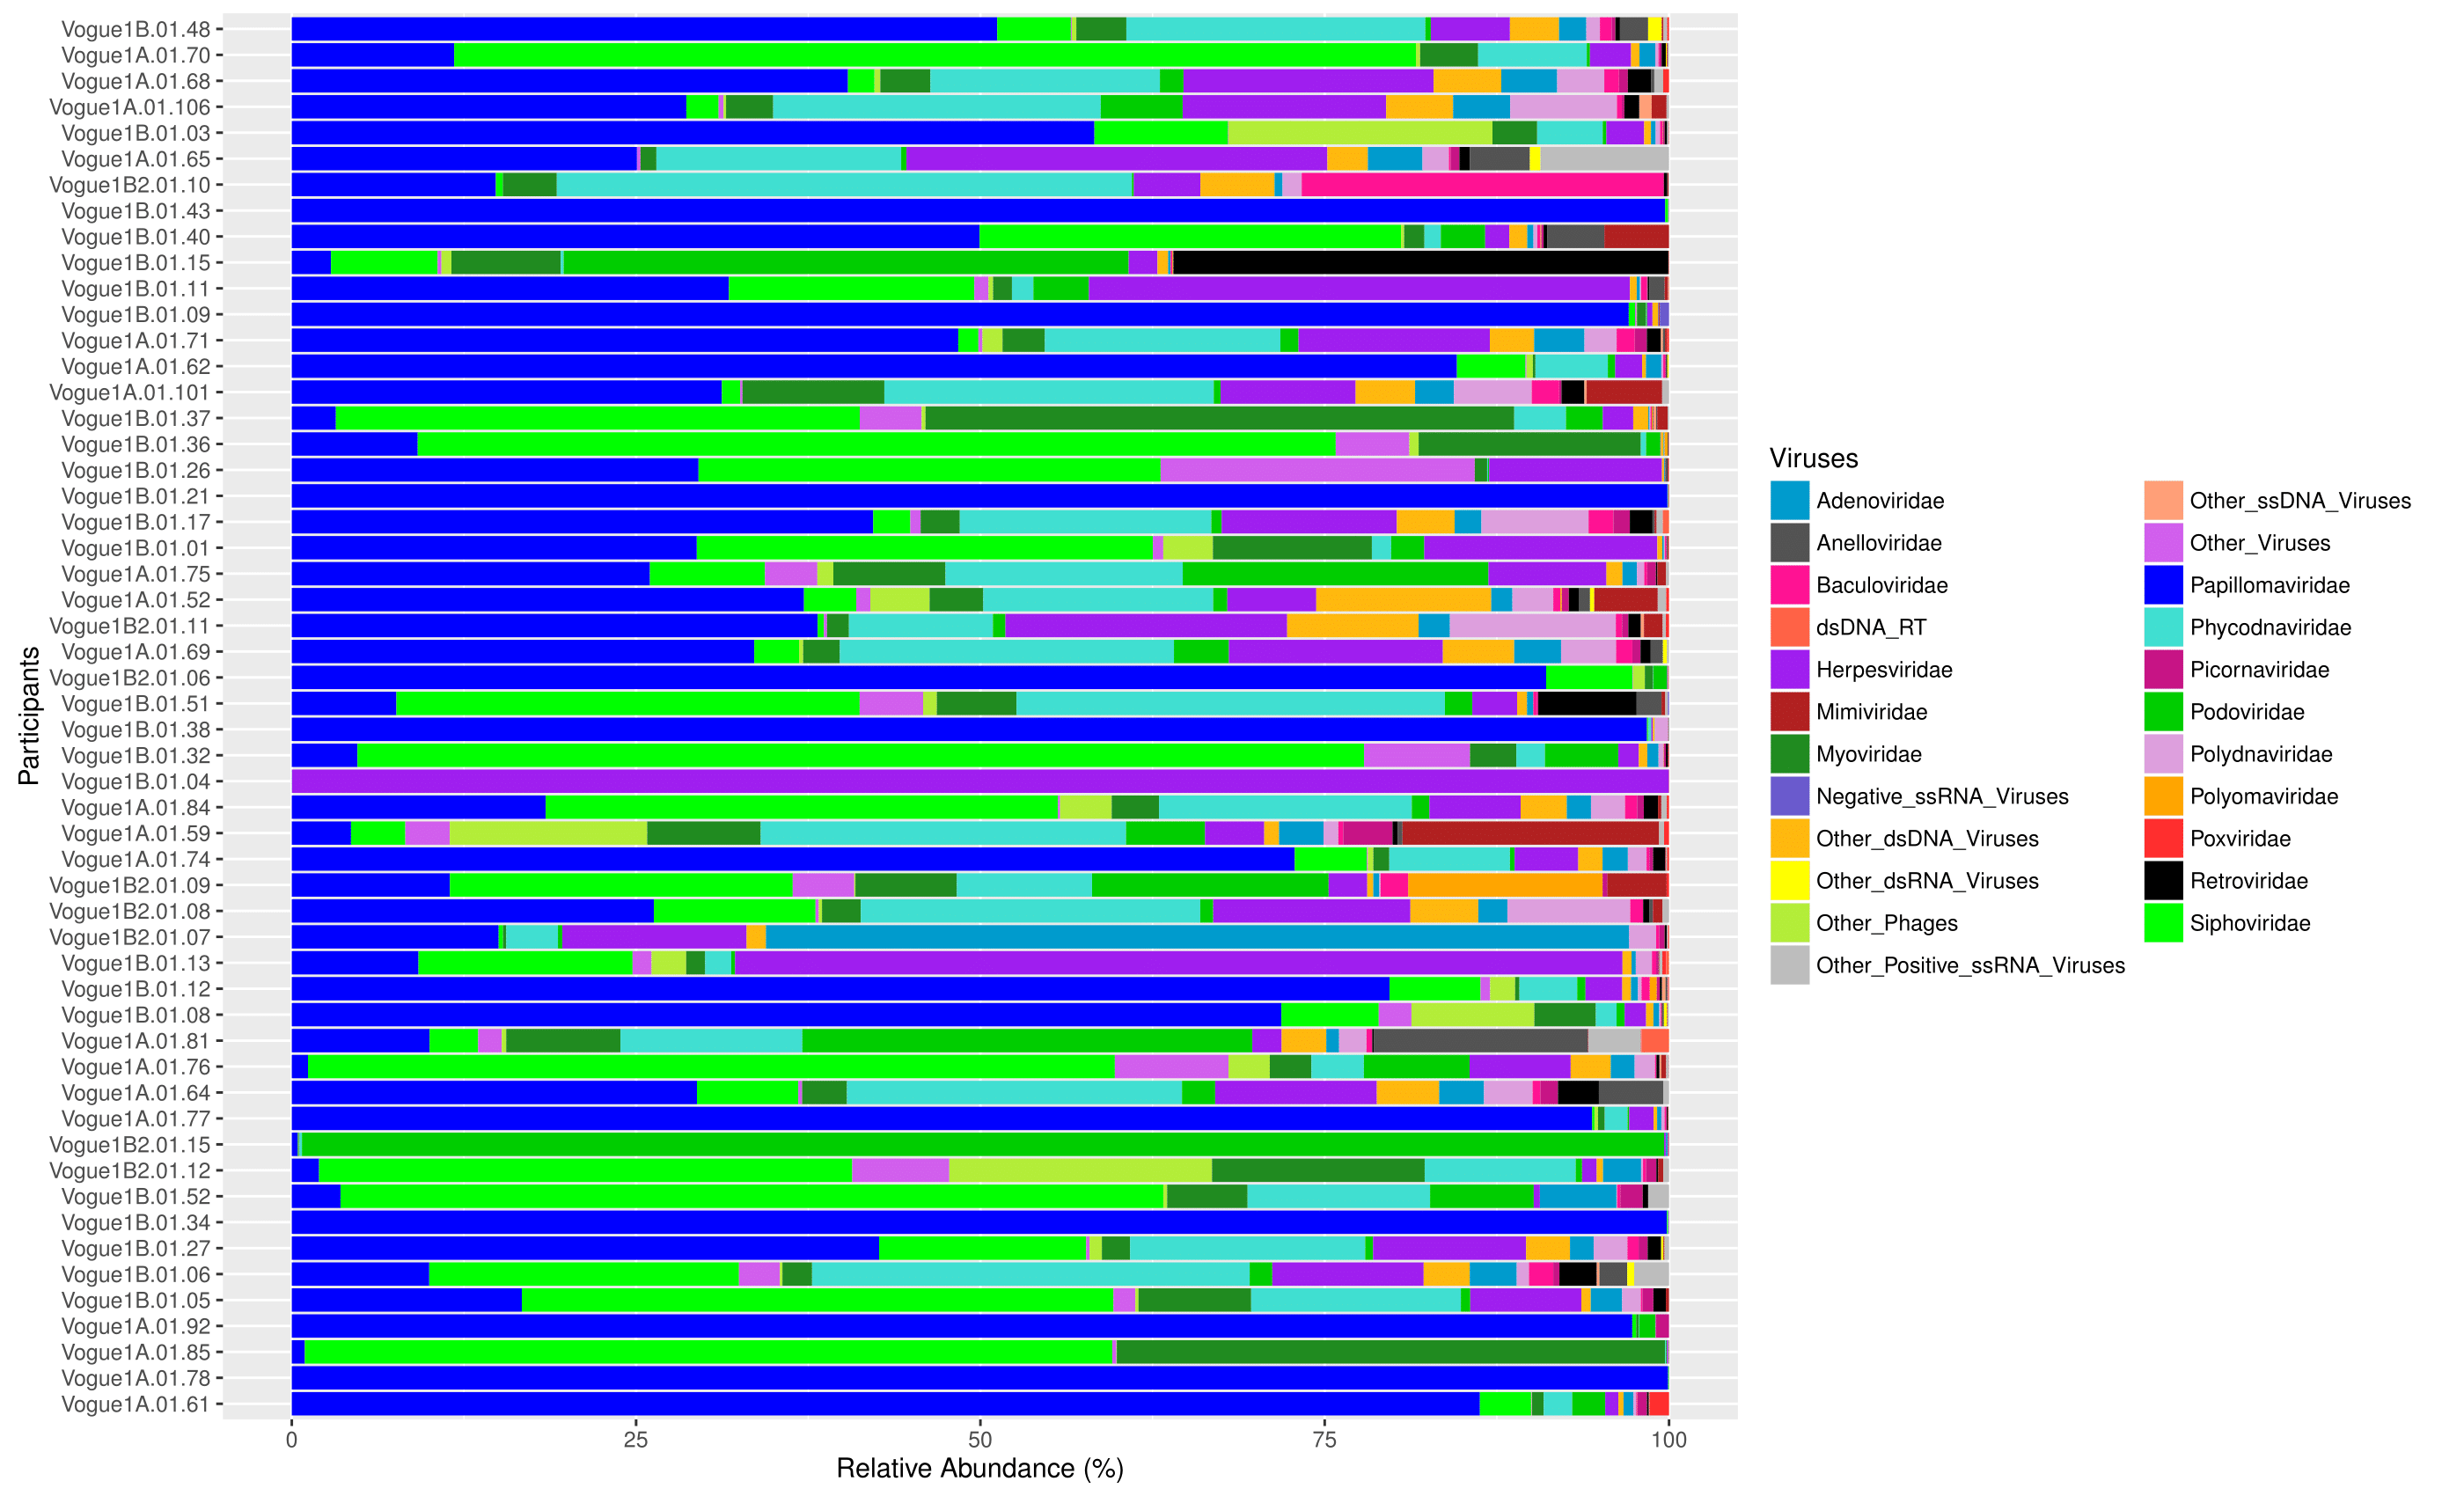 Vogue1B.01.48
Vogue1A.01.70
Vogue1A.01.68
Vogue1A.01.106
Vogue1B.01.03
Vogue1A.01.65
Vogue1B2.01.10
Vogue1B.01.43
Vogue1B.01.40
Vogue1B.01.15
Vogue1B.01.11
Vogue1B.01.09
Vogue1A.01.71
Vogue1A.01.62
Vogue1A.01.101
Vogue1B.01.37
Vogue1B.01.36
Vogue1B.01.26
Vogue1B.01.21
Vogue1B.01.17
Vogue1B.01.01
Vogue1A.01.75
Vogue1A.01.52
Vogue1B2.01.11
Vogue1A.01.69
Vogue1B2.01.06
Vogue1B.01.51
Vogue1B.01.38
Vogue1B.01.32
Vogue1B.01.04
Vogue1A.01.84
Vogue1A.01.59
Vogue1A.01.74
Vogue1B2.01.09
Vogue1B2.01.08
Vogue1B2.01.07
Vogue1B.01.13
Vogue1B.01.12
Vogue1B.01.08
Vogue1A.01.81
Vogue1A.01.76
Vogue1A.01.64
Vogue1A.01.77
Vogue1B2.01.15
Vogue1B2.01.12
Vogue1B.01.52
Vogue1B.01.34
Vogue1B.01.27
Vogue1B.01.06
Vogue1B.01.05
Vogue1A.01.92
Vogue1A.01.85
Vogue1A.01.78
Vogue1A.01.61
Participants
0 25 50 75 100
Relative Abundance (%)
Viruses
Adenoviridae
Anelloviridae
Baculoviridae
dsDNA_RT
Herpesviridae
Mimiviridae
Myoviridae
Negative_ssRNA_Viruses
Other_dsDNA_Viruses
Other_dsRNA_Viruses
Other_Phages
Other_Positive_ssRNA_Viruses
Other_ssDNA_Viruses
Other_Viruses
Papillomaviridae
Phycodnaviridae
Picornaviridae
Podoviridae
Polydnaviridae
Polyomaviridae
Poxviridae
Retroviridae
Siphoviridae